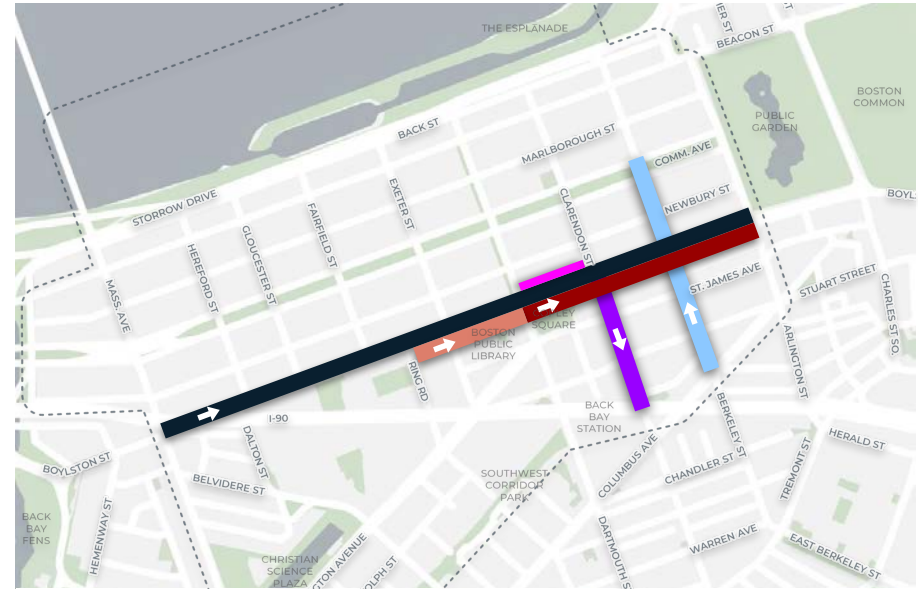 THE ESPLANADE
BEACON ST
BOSTON
COMMON
PUBLIC
GARDEN
BACK ST
MARLBOROUGH ST
COMM. AVE
STORROW DRIVE
EXETER ST
FAIRFIELD ST
GLOUCESTER ST
HEREFORD ST
MASS. AVE
CLARENDON ST
NEWBURY ST
BOYLS
ST. JAMES AVE
STUART STREET
CHARLES ST SO.
SQUARE
BOSTON
PUBLIC
LIBRARY
RING RD
ARLINGTON ST
I-90
BACK
BAY
STATION
BOYLSTON ST
DALTON ST
BELVIDERE ST
BERKELEY ST
COLUMBUS AVE
CHANDLER ST
TREMONT ST
HERALD ST
SOUTHWEST
CORRIDOR
PARK
BACK
BAY
FENS
HEMENWAY ST
CHRISTIAN
SCIENCE
PLAZA
DARTMOUTH S
WARREN AVE
EAST BERKELEY ST